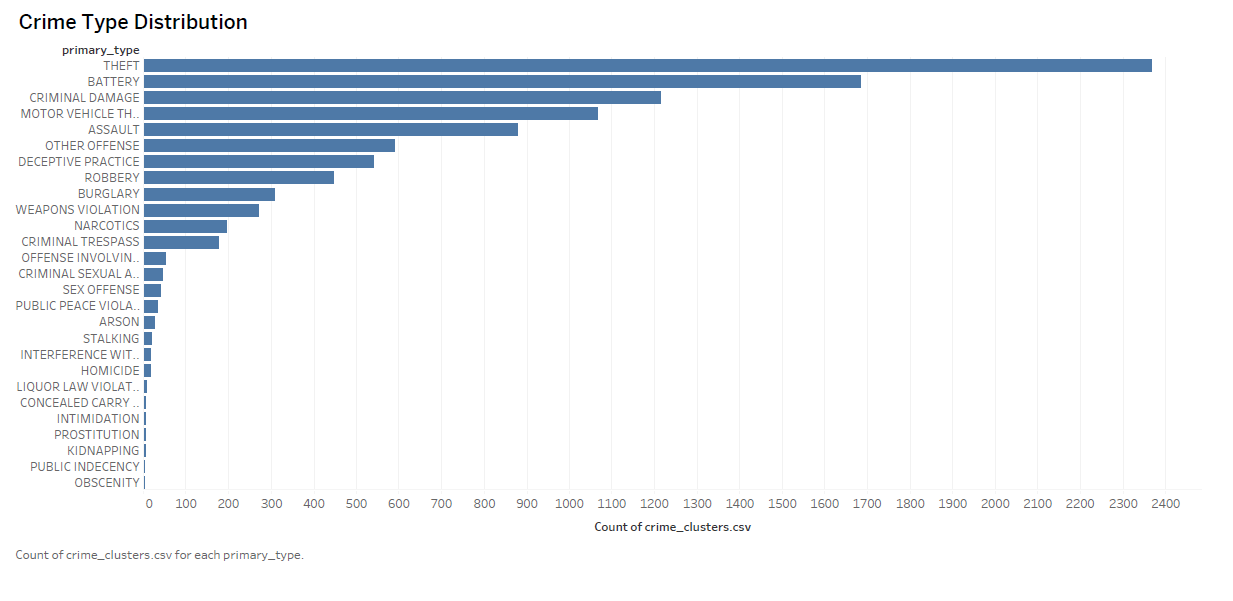 Crime Type Distribution
primary_type
THEFT
BATTERY
CRIMINAL DAMAGE
MOTOR VEHICLE TH..
ASSAULT
OTHER OFFENSE
DECEPTIVE PRACTICE
ROBBERY
BURGLARY
WEAPONS VIOLATION
NARCOTICS
CRIMINAL TRESPASS
OFFENSE INVOLVIN..
CRIMINAL SEXUAL A..
SEX OFFENSE
PUBLIC PEACE VIOLA..
ARSON
STALKING
INTERFERENCE WIT..
HOMICIDE
LIQUOR LAW VIOLAT..
CONCEALED CARRY ..
INTIMIDATION
PROSTITUTION
KIDNAPPING
PUBLIC INDECENCY
OBSCENITY
0 100 200 300 400 500 600 700 800 900 1000 1100 1200 1300 1400 1500 1600 1700 1800 1900 2000 2100 2200 2300 2400
Count of crime_clusters.csv
Count of crime_clusters.csv for each primary_type.